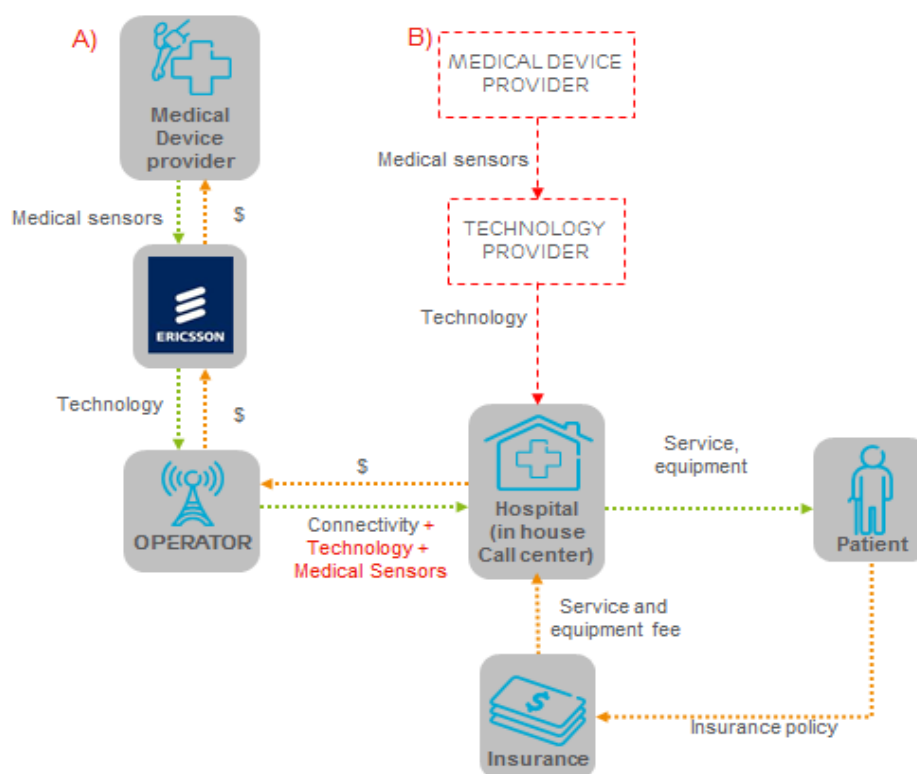 A)
Medical
Device
provider
Medical sensors
$
ERICSSON
Technology
$
OPERATOR
B)
MEDICAL DEVICE
PROVIDER
Medical sensors
TECHNOLOGY
PROVIDER
Technology
$
Connectivity +
Technology +
Medical Sensors
Hospital
(in house
Call center)
Service,
equipment
Patient
Service and
equipment fee
$
Insurance
Insurance policy